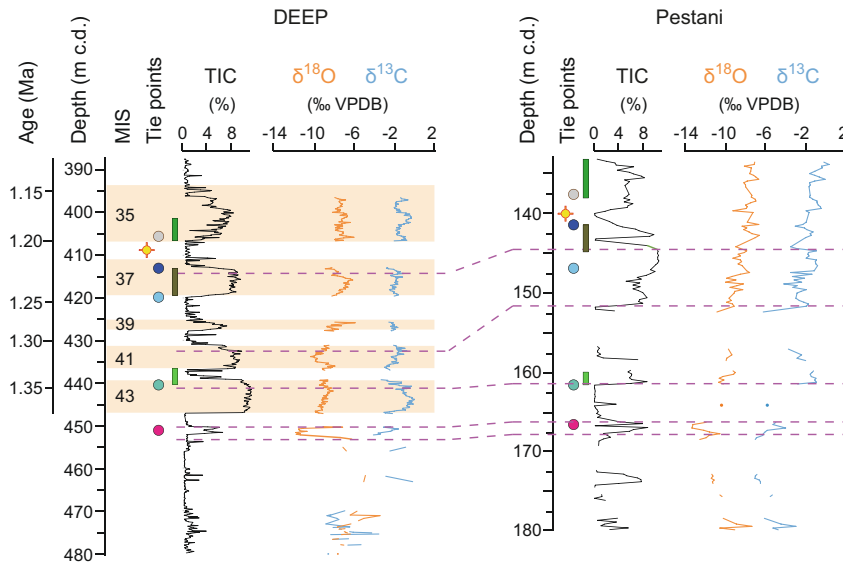 DEEP
Pestani
Age (Ma)
Depth (m c.d.)
MIS
Tie points
TIC
(%)
δ18O
δ13C
(‰ VPDB)
Depth (m c.d.)
Tie points
TIC
(%)
δ18O
δ13C
(‰ VPDB)
0 4 8
-14 -10 -6 -2 2
0 4 8
-14 -10 -6 -2 2
1.15
1.20
1.25
1.30
1.35
390
400
410
420
430
440
450
460
470
480
35
37
39
41
43
140
150
160
170
180